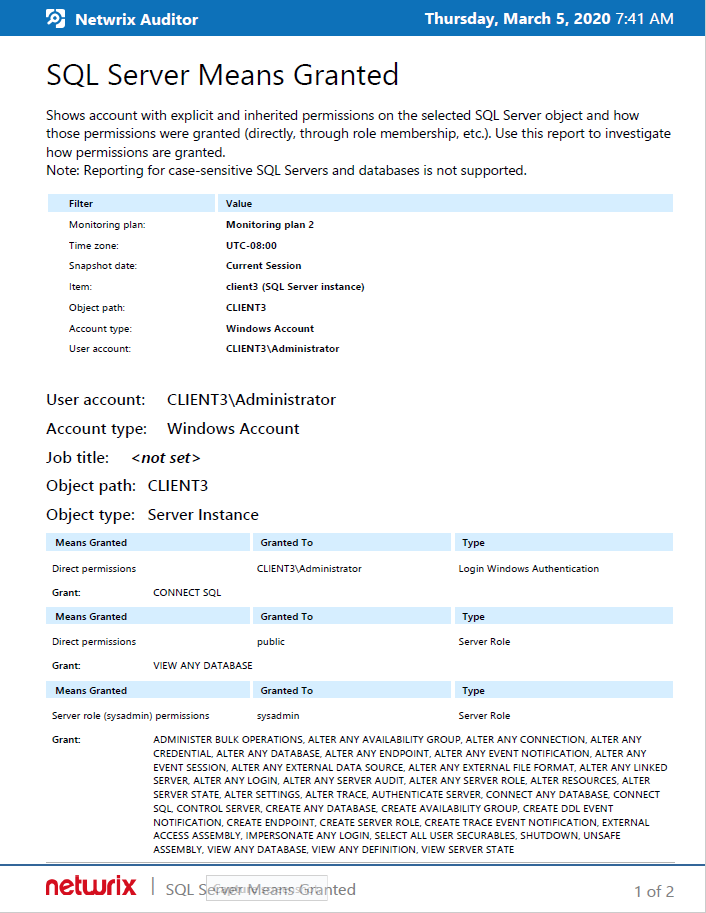 Netwrix Auditor
Thursday, March 5, 2020 7:41 AM
SQL Server Means Granted
Shows account with explicit and inherited permissions on the selected SQL Server object and how
those permissions were granted (directly, through role membership, etc.). Use this report to investigate
how permissions are granted.
Note: Reporting for case-sensitive SQL Servers and databases is not supported.
Filter Value
Monitoring plan: Monitoring plan 2
Time zone: UTC-08:00
Snapshot date: Current Session
Item: client3 (SQL Server instance)
Object path: CLIENT3
Account type: Windows Account
User account: CLIENT3\Administrator
User account: CLIENT3\Administrator
Account type: Windows Account
Job title: <not set>
Object path: CLIENT3
Object type: Server Instance
Means Granted Granted To Type
Direct permissions CLIENT3\Administrator Login Windows Authentication
Grant: CONNECT SQL
Means Granted Granted To Type
Direct permissions public Server Role
Grant: VIEW ANY DATABASE
Means Granted Granted To Type
Server role (sysadmin) permissions sysadmin Server Role
Grant: ADMINISTER BULK OPERATIONS, ALTER ANY AVAILABILITY GROUP, ALTER ANY CONNECTION, ALTER ANY
CREDENTIAL, ALTER ANY DATABASE, ALTER ANY ENDPOINT, ALTER ANY EVENT NOTIFICATION, ALTER ANY
EVENT SESSION, ALTER ANY EXTERNAL DATA SOURCE, ALTER ANY EXTERNAL FILE FORMAT, ALTER ANY LINKED
SERVER, ALTER ANY LOGIN, ALTER ANY SERVER AUDIT, ALTER ANY SERVER ROLE, ALTER RESOURCES, ALTER
SERVER STATE, ALTER SETTINGS, ALTER TRACE, AUTHENTICATE SERVER, CONNECT ANY DATABASE, CONNECT
SQL, CONTROL SERVER, CREATE ANY DATABASE, CREATE AVAILABILITY GROUP, CREATE DDL EVENT
NOTIFICATION, CREATE ENDPOINT, CREATE SERVER ROLE, CREATE TRACE EVENT NOTIFICATION, EXTERNAL
ACCESS ASSEMBLY, IMPERSONATE ANY LOGIN, SELECT ALL USER SECURABLES, SHUTDOWN, UNSAFE
ASSEMBLY, VIEW ANY DATABASE, VIEW ANY DEFINITION, VIEW SERVER STATE
netwrix | SQL Server Means Granted
1 of 2